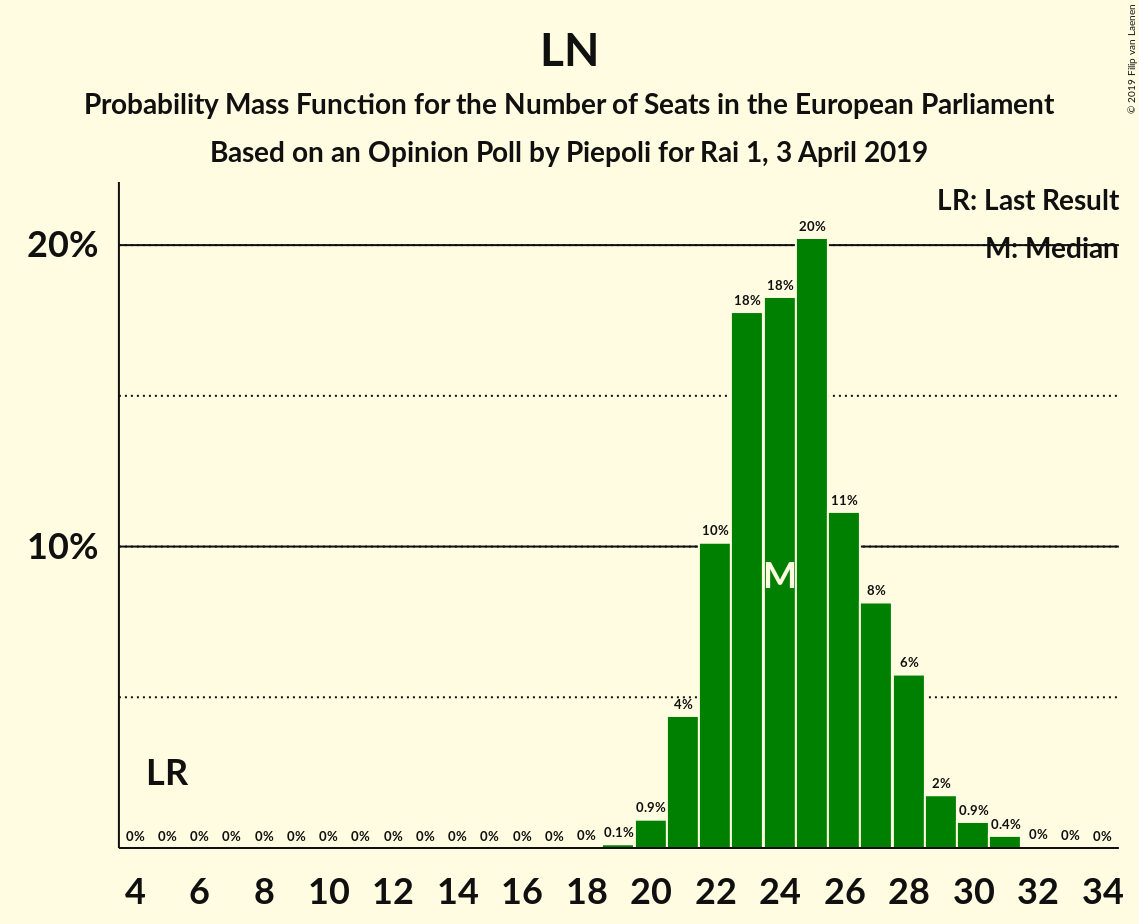 LN
Probability Mass Function for the Number of Seats in the European Parliament
Based on an Opinion Poll by Piepoli for Rai 1, 3 April 2019
© 2019 Filip van Laenen
LR: Last Result
M: Median
20%
10%
0% 0% 0% 0% 0% 0% 0% 0% 0% 0% 0% 0% 0% 0% 0% 0.1% 0.9% 4% 10% 18% 18% 20% 11% 8% 6% 2% 0.9% 0.4% 0% 0% 0%
M
LR
4 6 8 10 12 14 16 18 20 22 24 26 28 30 32 34